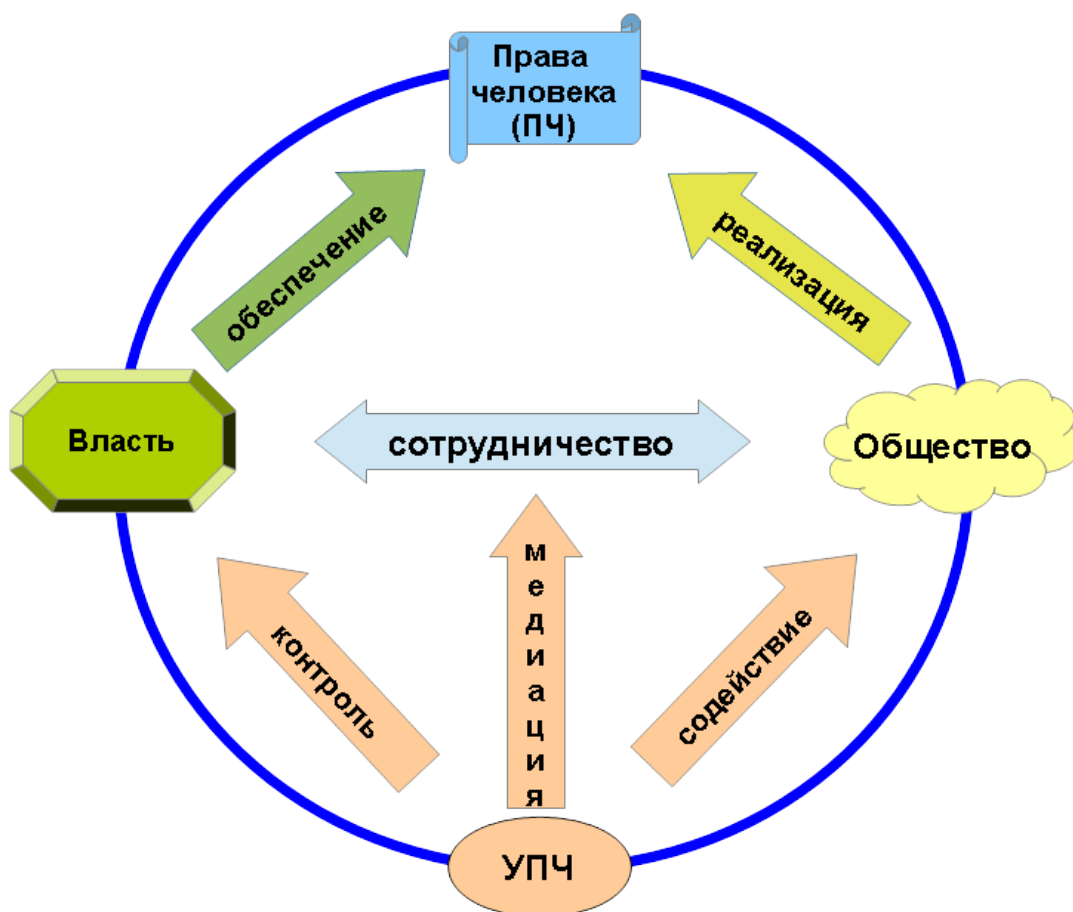 Права
человека
(ПЧ)
обеспечение
реализация
Власть
сотрудничество
Общество
контроль
медиация
содействие
УПЧ